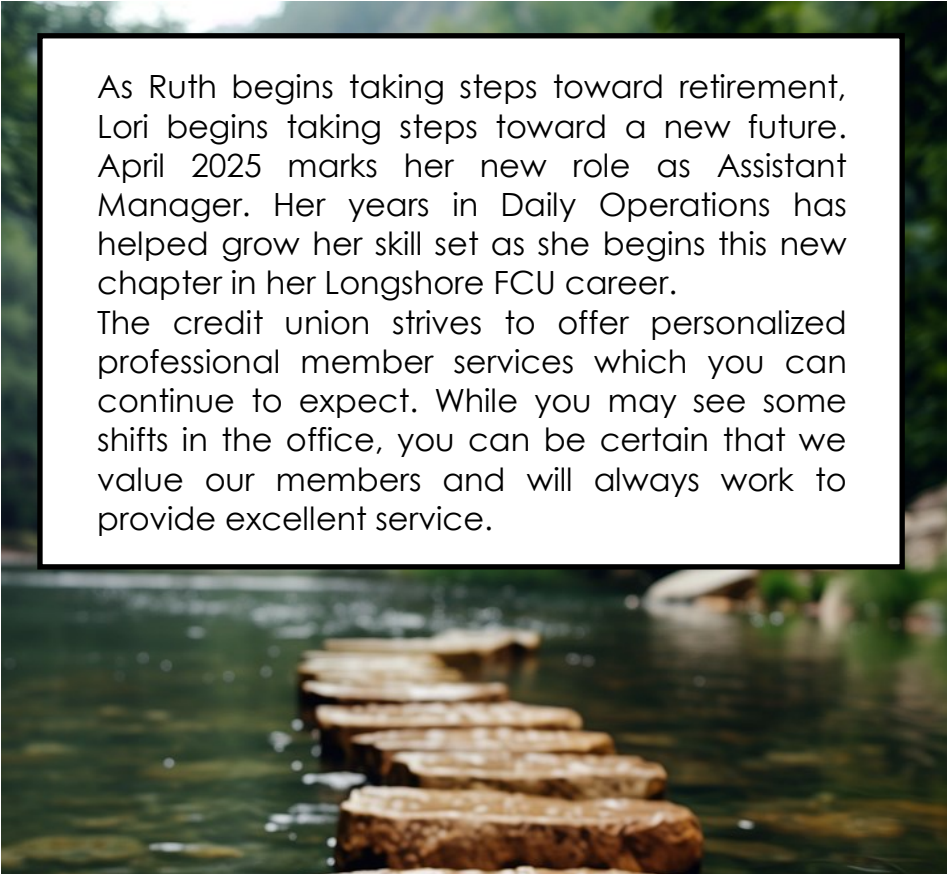 As Ruth begins taking steps toward retirement,
Lori begins taking steps toward a new future.
April 2025 marks her new role as Assistant
Manager. Her years in Daily Operations has
helped grow her skill set as she begins this new
chapter in her Longshore FCU career.
The credit union strives to offer personalized
professional member services which you can
continue to expect. While you may see some
shifts in the office, you can be certain that we
value our members and will always work to
provide excellent service.